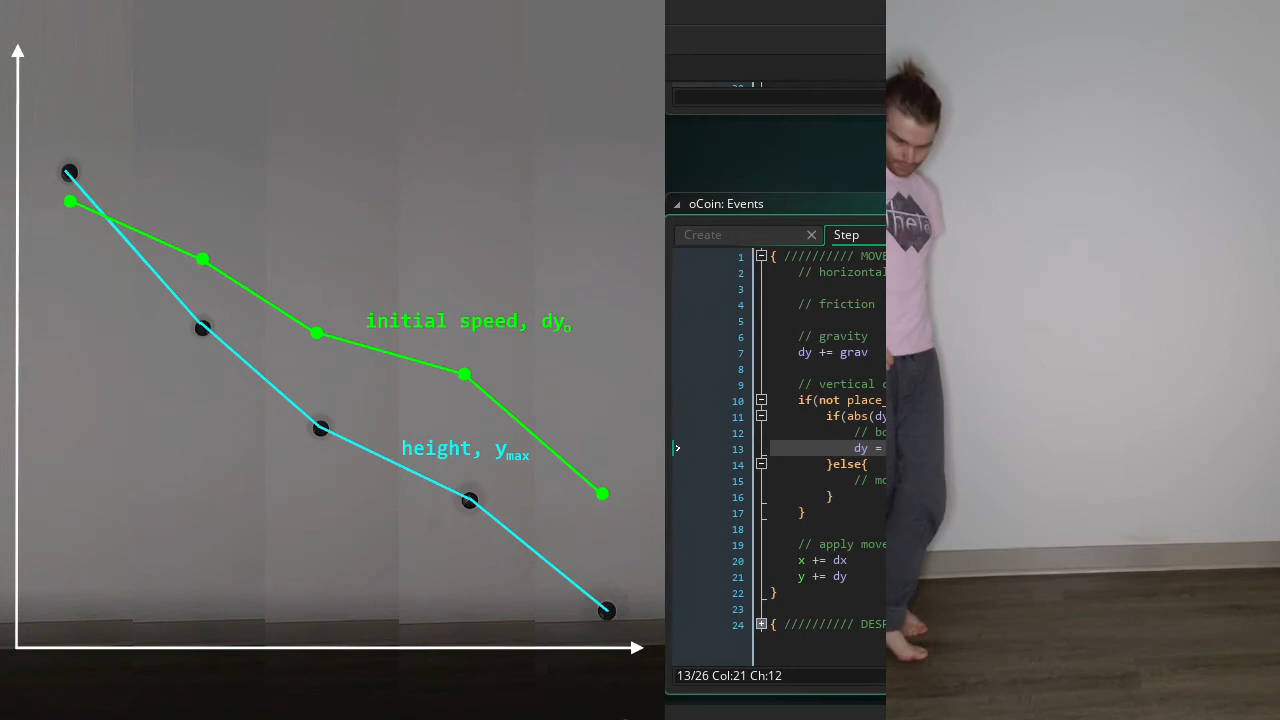 initial speed, dyo
height, ymax
oCoin: Events
Create
Step
1 { ////////// MOVE
2 // horizontal
3
4 // friction
5
6 // gravity
7 dy += grav
8
9 // vertical
10 if(not place_
11 if(abs(dy
12 // bo
13 dy =
14 }else{
15 // mo
16 }
17 }
18
19 // apply move
20 x += dx
21 y += dy
22 }
23
24 { ////////// DESP
13/26 Col:21 Ch:12